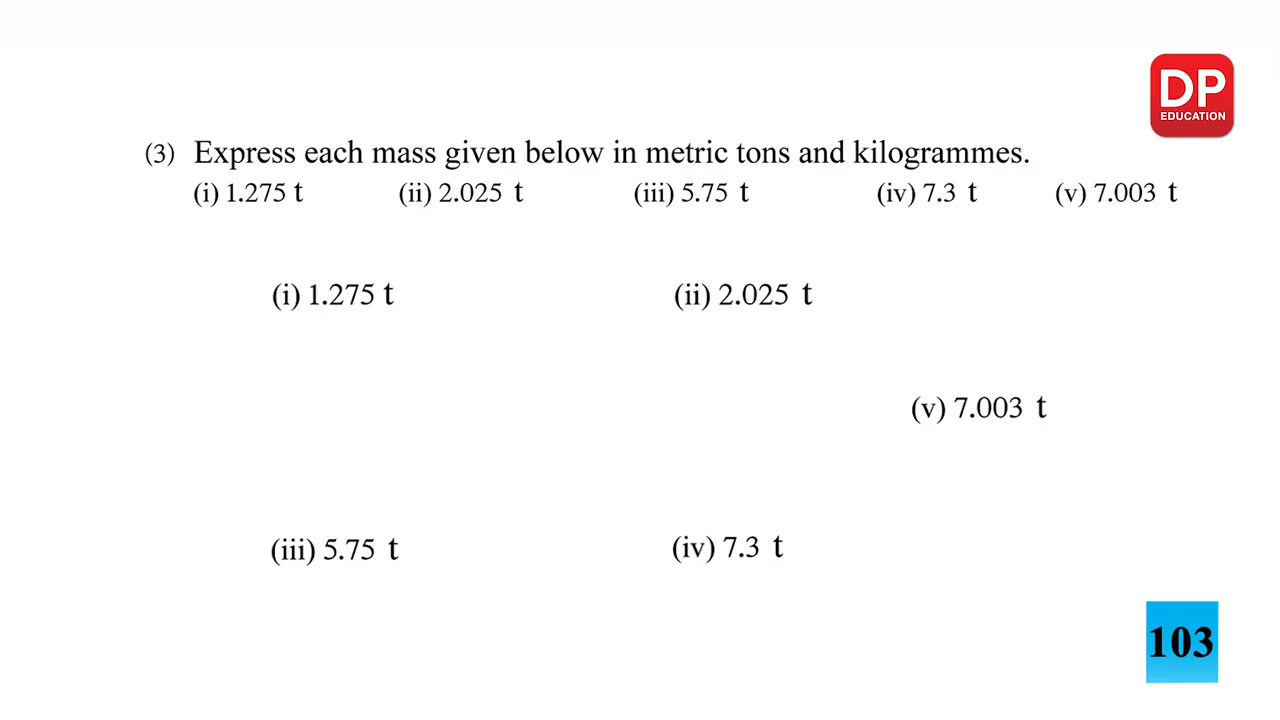 DP
EDUCATION
(3) Express each mass given below in metric tons and kilogrammes.
(i) 1.275 t (ii) 2.025 t (iii) 5.75 t (iv) 7.3 t (v) 7.003 t
(i) 1.275 t (ii) 2.025 t
(v) 7.003 t
(iii) 5.75 t (iv) 7.3 t
103